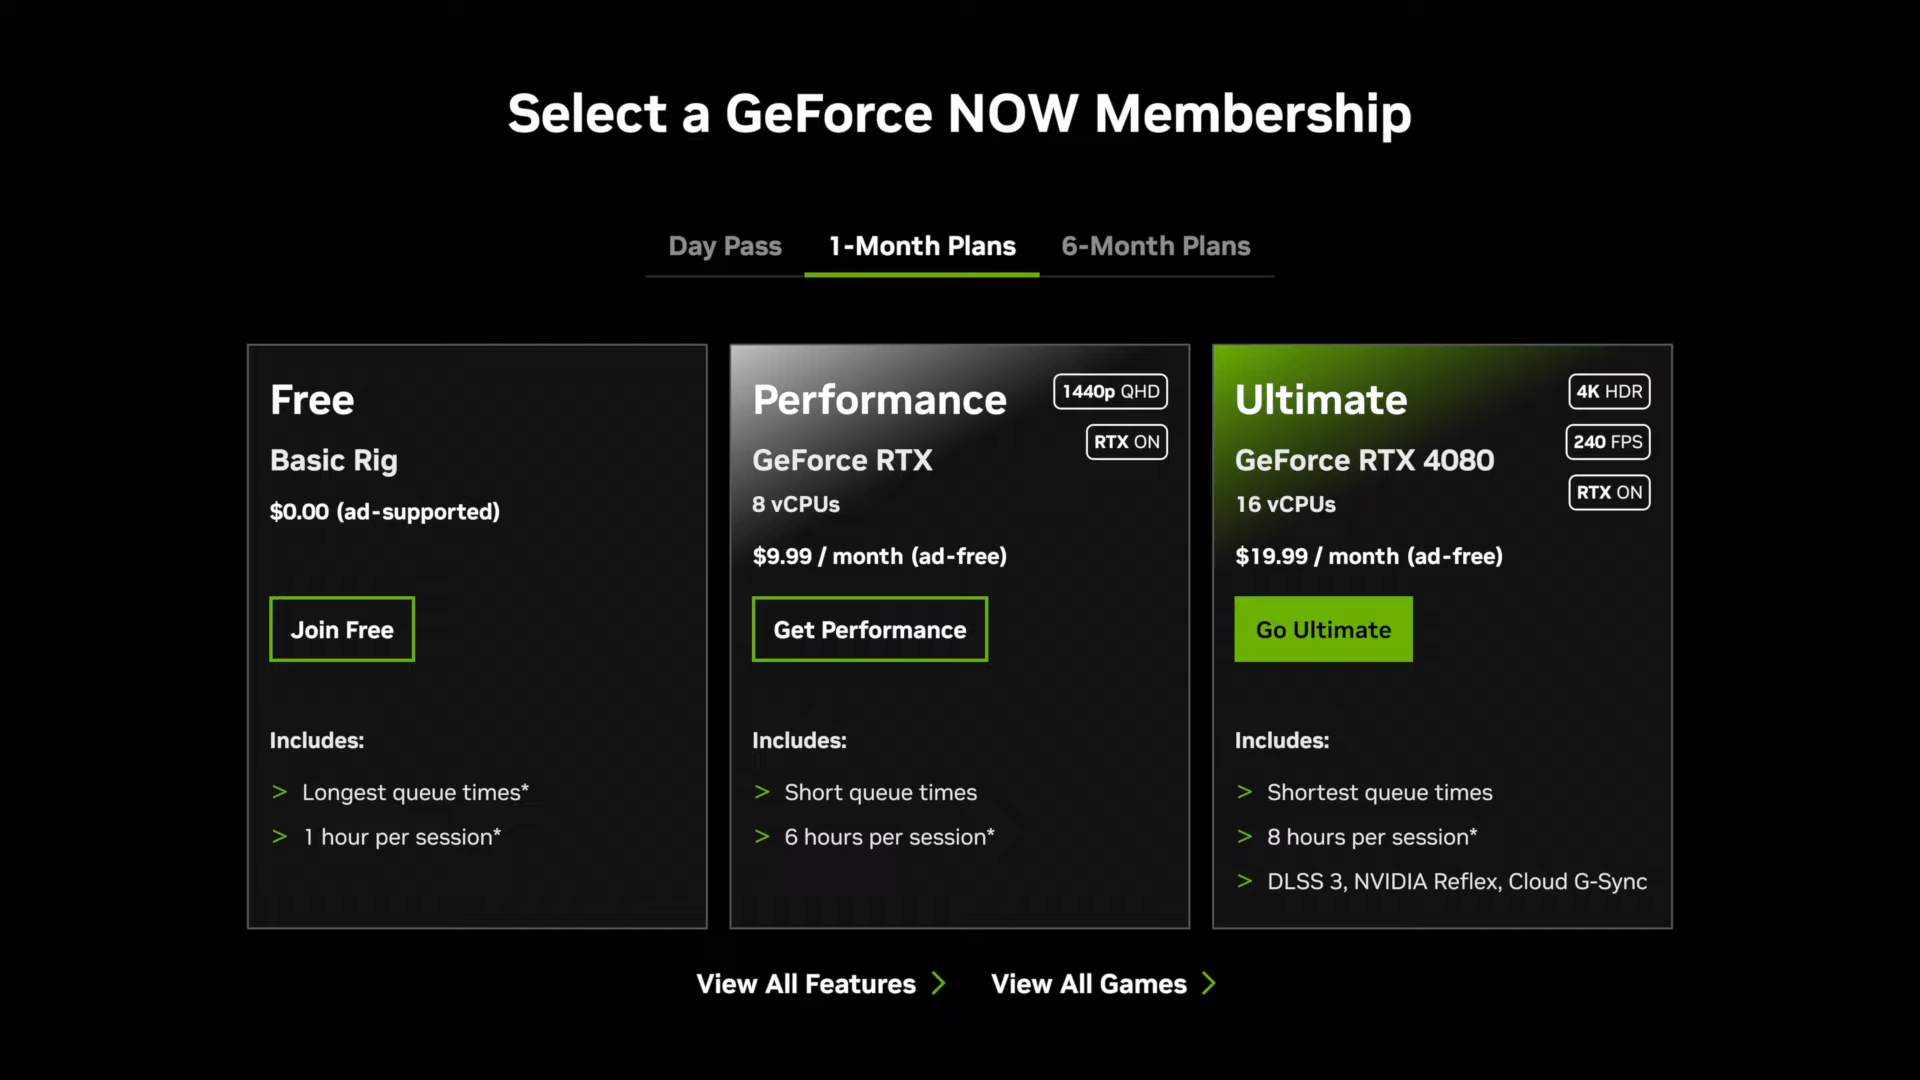 Select a GeForce NOW Membership
Day Pass
1-Month Plans
6-Month Plans
Free
Basic Rig
$0.00 (ad-supported)
Join Free
Includes:
> Longest queue times*
> 1 hour per session*
Performance
1440p QHD
RTX ON
GeForce RTX
8 vCPUs
$9.99 / month (ad-free)
Get Performance
Includes:
> Short queue times
> 6 hours per session*
Ultimate
4K HDR
240 FPS
RTX ON
GeForce RTX 4080
16 vCPUs
$19.99 / month (ad-free)
Go Ultimate
Includes:
> Shortest queue times
> 8 hours per session*
> DLSS 3, NVIDIA Reflex, Cloud G-Sync
View All Features >
View All Games >